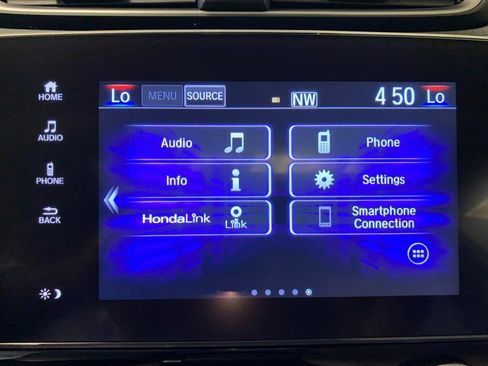 HOME
AUDIO
PHONE
BACK
Lo MENU SOURCE NW 4 50 Lo
Audio
Phone
Info
Settings
HondaLink
Link
Smartphone
Connection